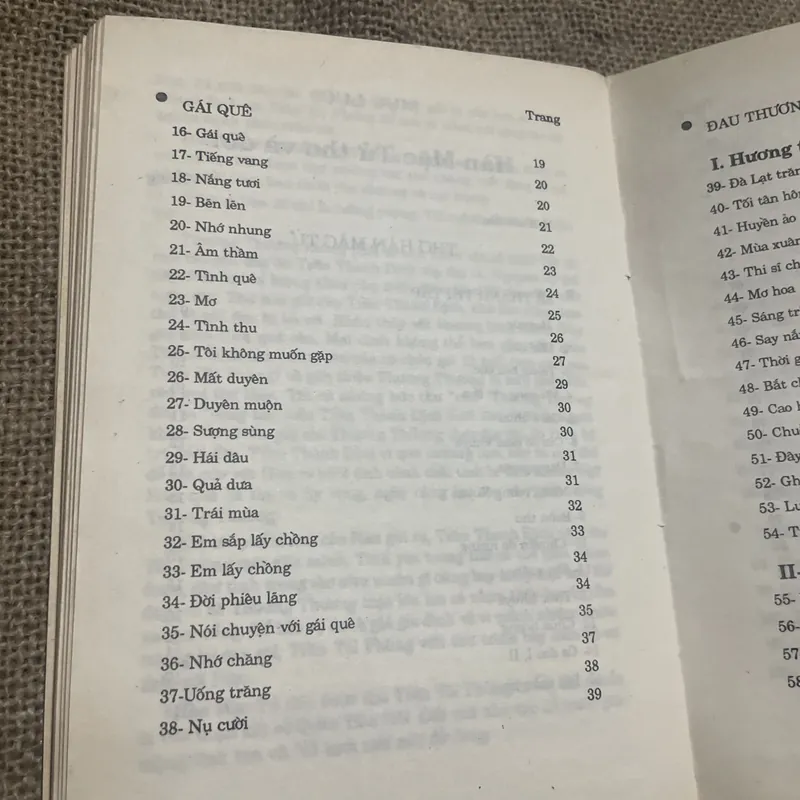 • GÁI QUÊ Trang
16- Gái quê 19
17- Tiếng vang 20
18- Nắng tươi 20
19- Bẽn lẽn 21
20- Nhớ nhung 22
21- Âm thầm 23
22- Tình quê 24
23- Mơ 25
24- Tình thu 26
25- Tôi không muốn gặp 27
26- Mất duyên 29
27- Duyên muộn 30
28- Sượng sùng 30
29- Hái dâu 31
30- Quả dưa 31
31- Trái mùa 32
32- Em sắp lấy chồng 33
33- Em lấy chồng 34
34- Đời phiêu lãng 34
35- Nói chuyện với gái quê 35
36- Nhớ chăng 37
37-Uống trăng 38
38- Nụ cười 39
• ĐAU THƯƠN
I. Hương t
39- Đà Lạt trăn
40- Tối tân hôn
41- Huyền ảo
42- Mùa xuân
43- Thi sĩ ch
44- Mơ hoa
45- Sáng tr
46- Say nắ
47- Thời g
48- Bắt ch
49- Cao h
50- Chu
51- Đây
52- Gh
53- Lư
54- T
II-
55-
56-
57
58